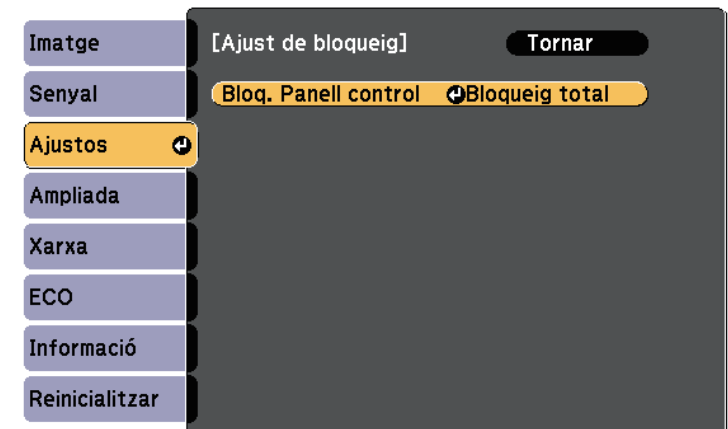 Imatge
Senyal
Ajustos
Ampliada
Xarxa
ECO
Informació
Reinicialitzar
[Ajust de bloqueig] Tornar
Bloq. Panell control Bloqueig total